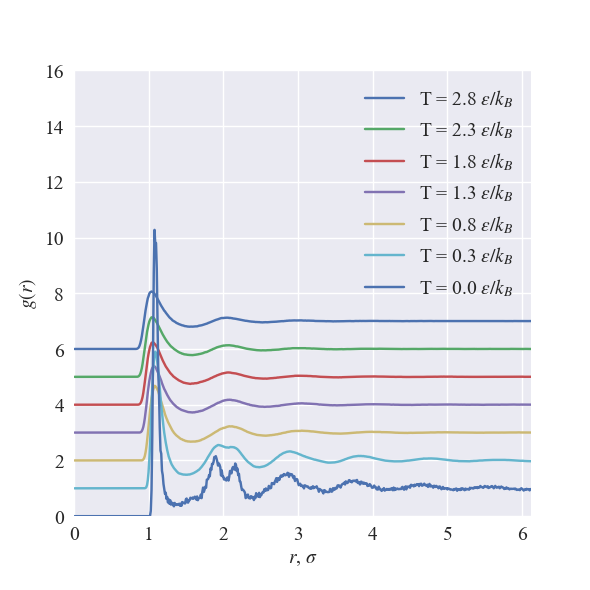 16
14
12
10
8
6
4
2
0
g(r)
T = 2.8 ε/k_B
T = 2.3 ε/k_B
T = 1.8 ε/k_B
T = 1.3 ε/k_B
T = 0.8 ε/k_B
T = 0.3 ε/k_B
T = 0.0 ε/k_B
0 1 2 3 4 5 6
r, σ